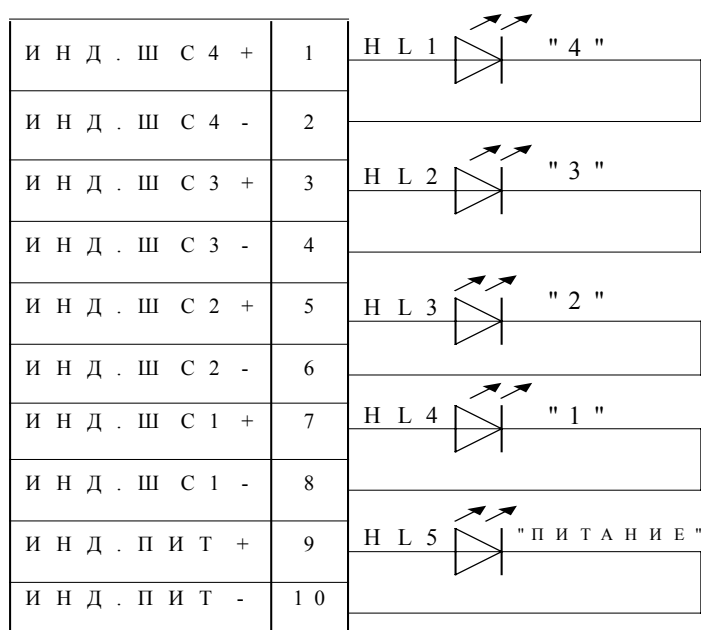 ИНД.ШС4+ 1 HL1 "4"
ИНД.ШС4- 2
ИНД.ШС3+ 3 HL2 "3"
ИНД.ШС3- 4
ИНД.ШС2+ 5 HL3 "2"
ИНД.ШС2- 6
ИНД.ШС1+ 7 HL4 "1"
ИНД.ШС1- 8
ИНД.ПИТ+ 9 HL5 "ПИТАНИЕ"
ИНД.ПИТ- 10